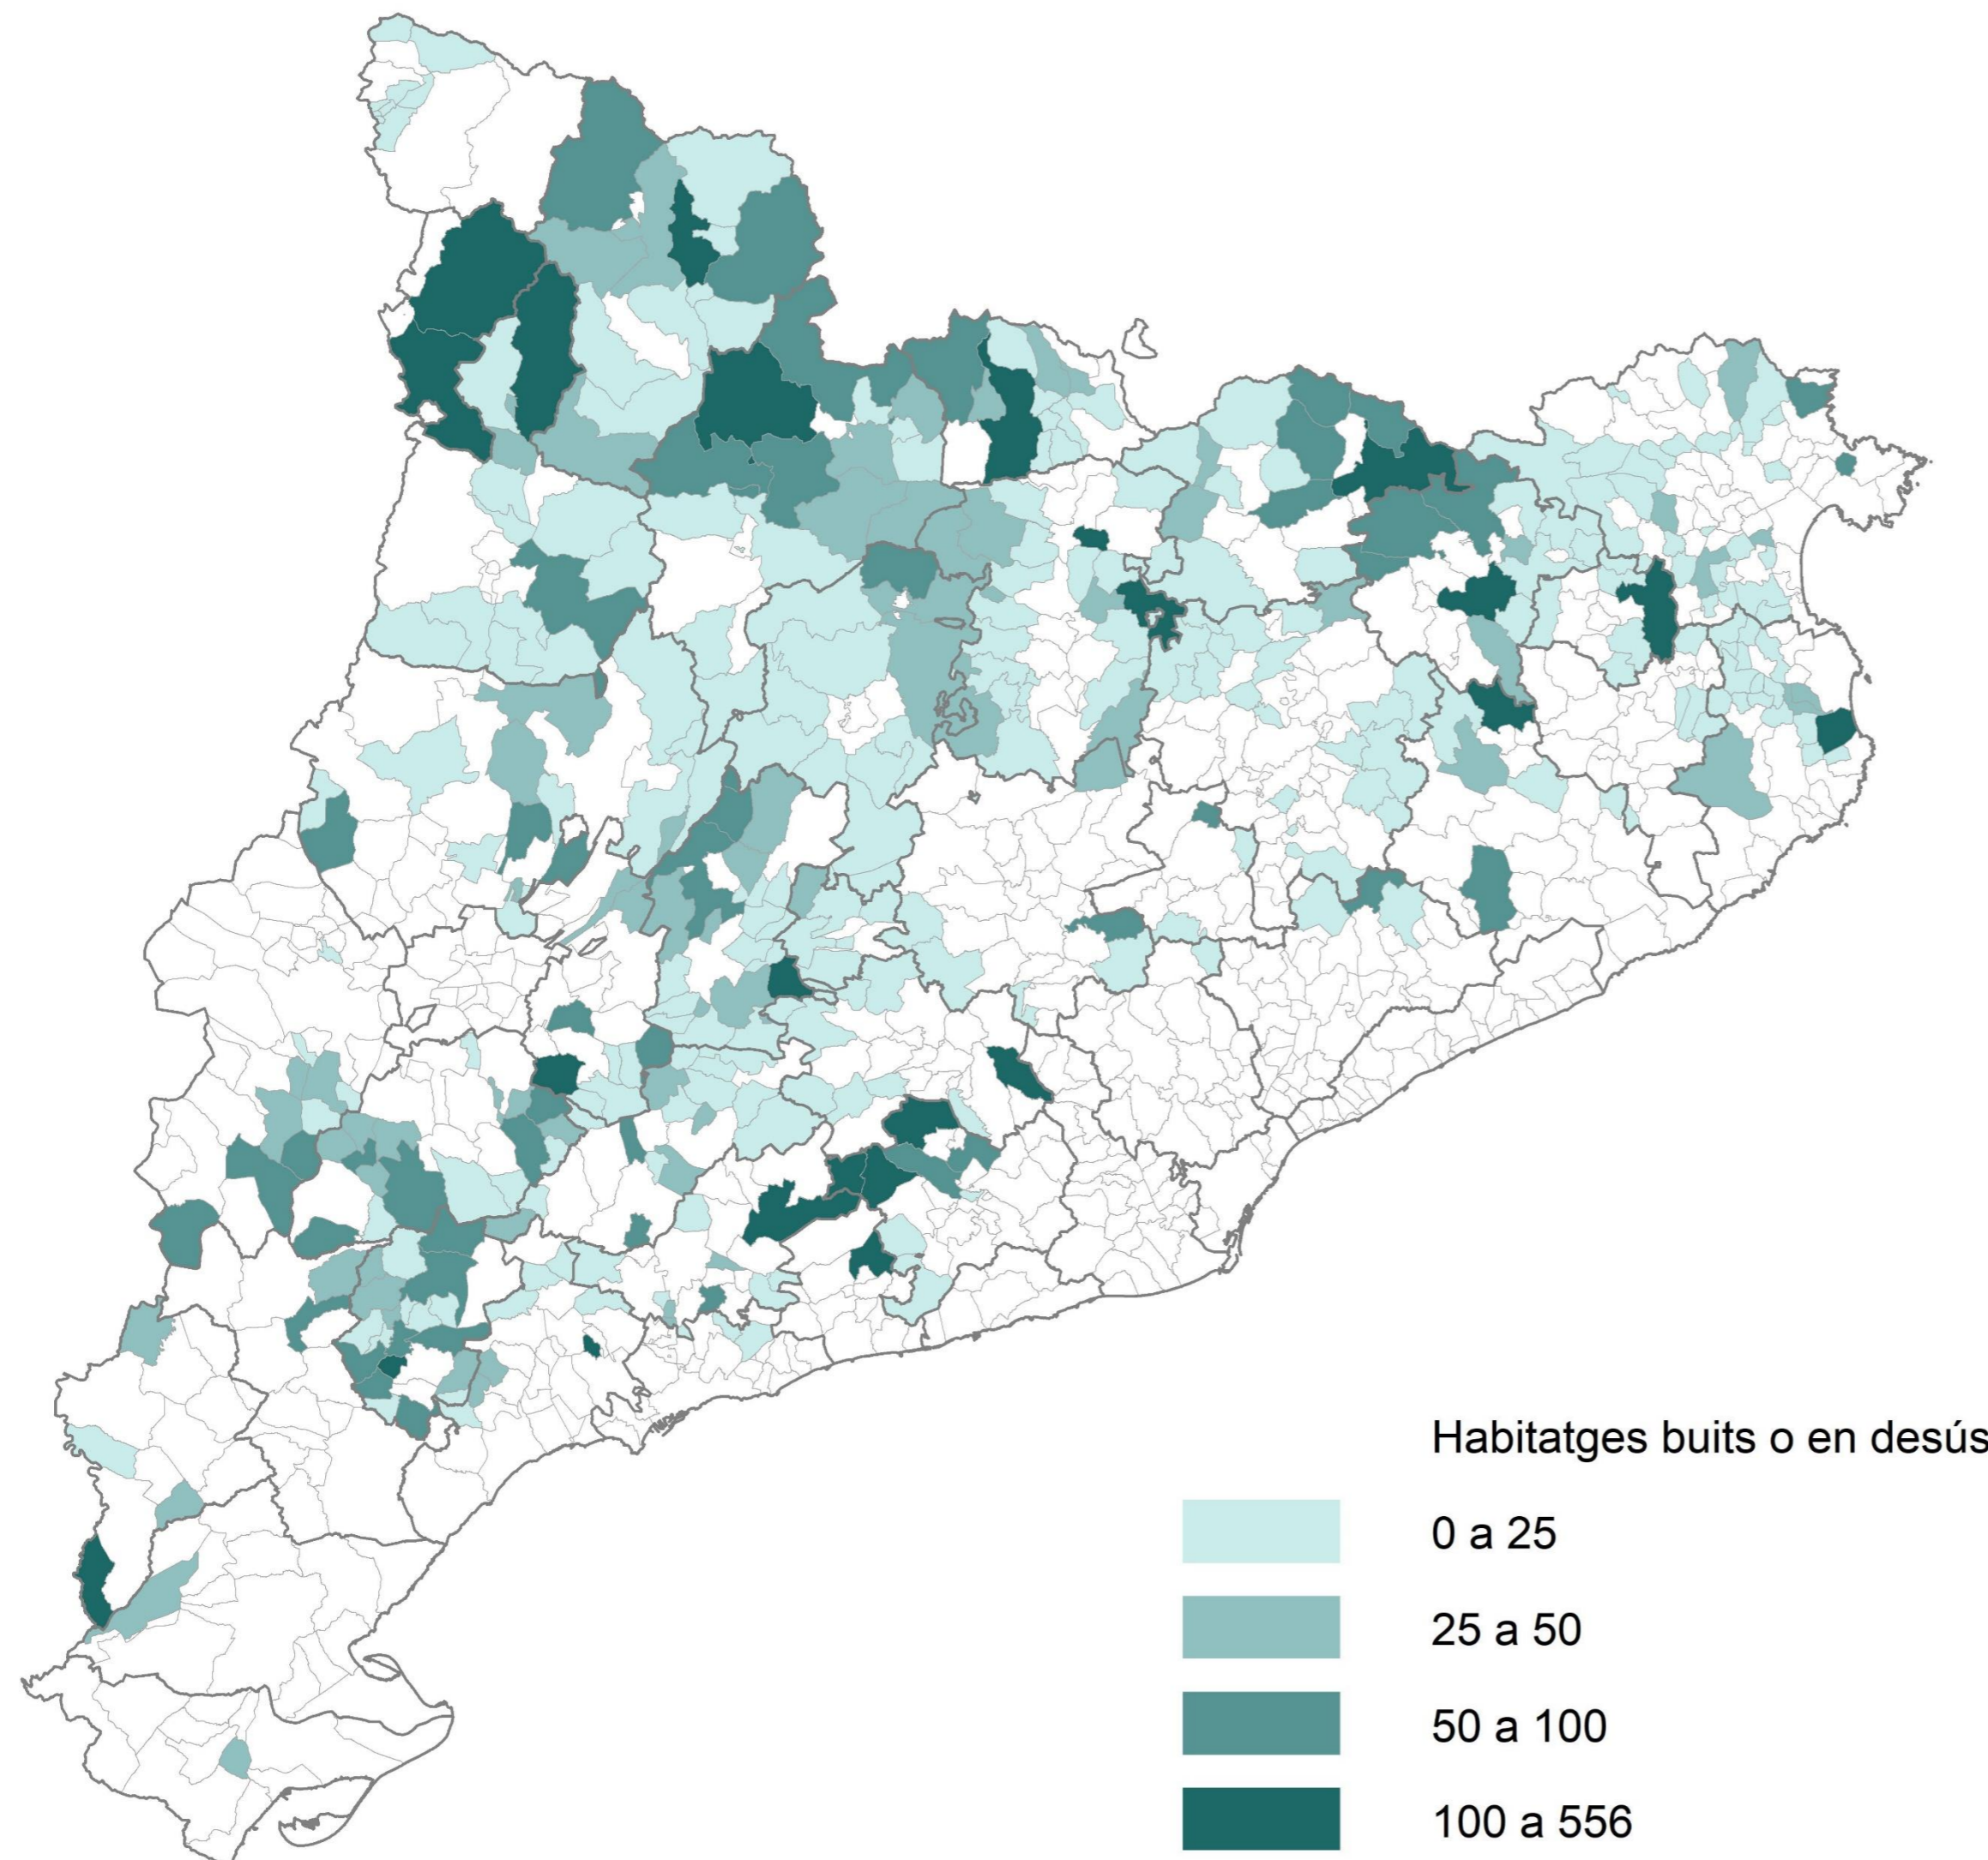 Habitatges buits o en desús
0 a 25
25 a 50
50 a 100
100 a 556